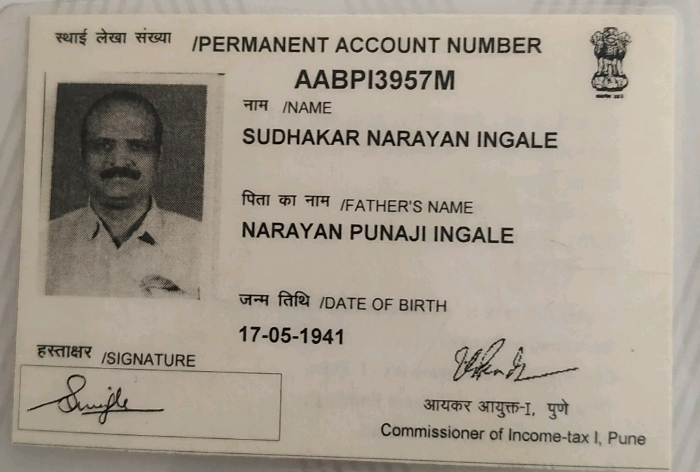 स्थाई लेखा संख्या /PERMANENT ACCOUNT NUMBER
AABPI3957M
नाम /NAME
SUDHAKAR NARAYAN INGALE
पिता का नाम /FATHER'S NAME
NARAYAN PUNAJI INGALE
जन्म तिथि /DATE OF BIRTH
17-05-1941
हस्ताक्षर /SIGNATURE
आयकर आयुक्त-I, पुणे
Commissioner of Income-tax I, Pune